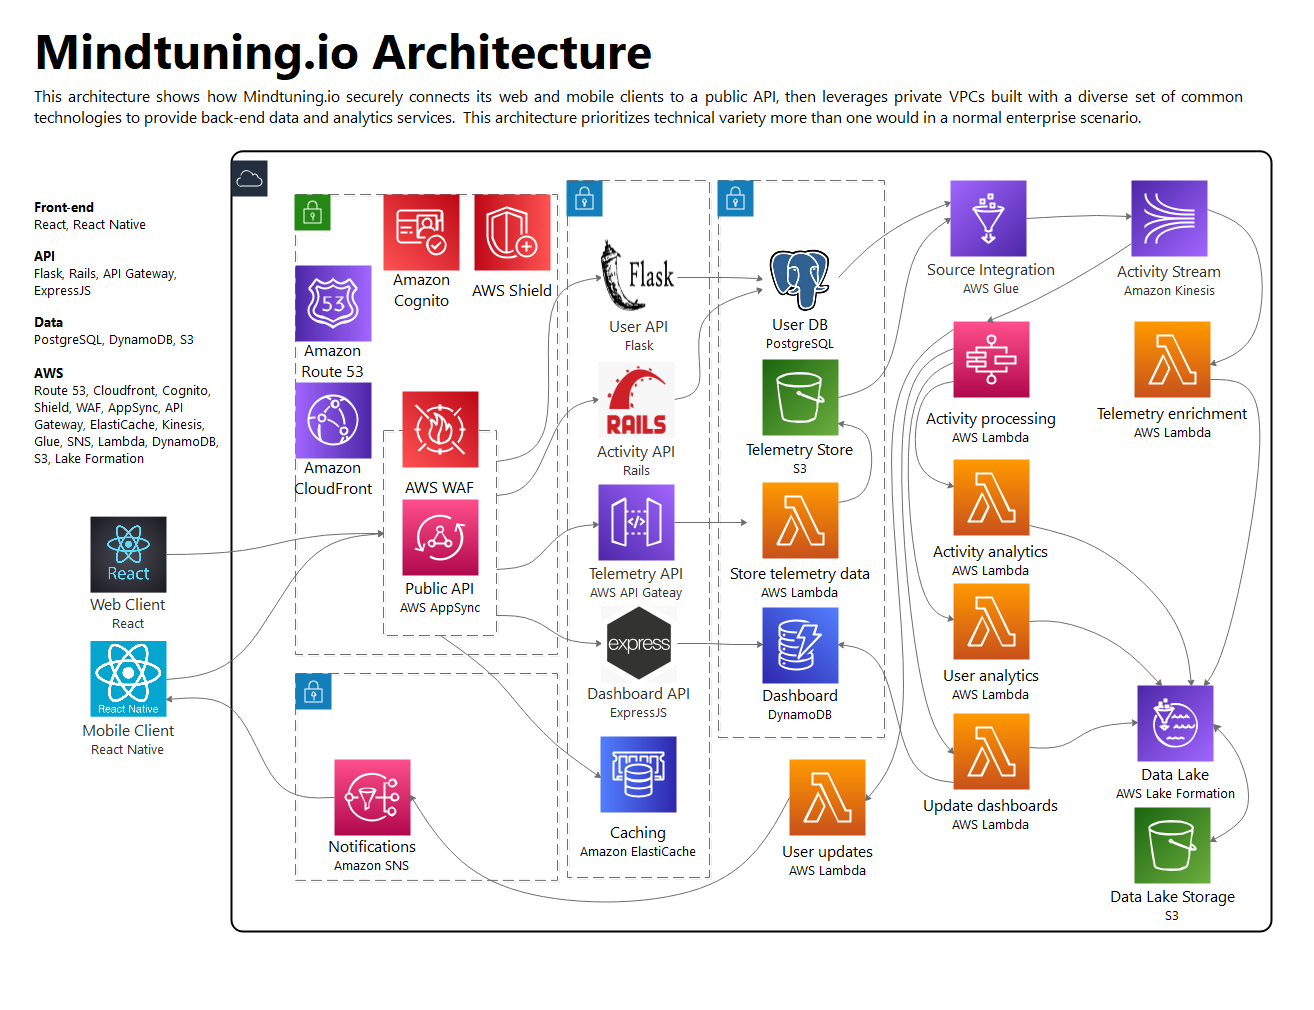 Mindtuning.io Architecture
This architecture shows how Mindtuning.io securely connects its web and mobile clients to a public API, then leverages private VPCs built with a diverse set of common
technologies to provide back-end data and analytics services. This architecture prioritizes technical variety more than one would in a normal enterprise scenario.
Front-end
React, React Native
API
Flask, Rails, API Gateway,
ExpressJS
Data
PostgreSQL, DynamoDB, S3
AWS
Route 53, Cloudfront, Cognito,
Shield, WAF, AppSync, API
Gateway, ElastiCache, Kinesis,
Glue, SNS, Lambda, DynamoDB,
S3, Lake Formation
React
Web Client
React
React Native
Mobile Client
React Native
Amazon
Cognito
AWS Shield
53
Amazon
Route 53
Amazon
CloudFront
AWS WAF
Public API
AWS AppSync
Notifications
Amazon SNS
Flask
User API
Flask
RAILS
Activity API
Rails
</>
Telemetry API
AWS API Gateay
express
Dashboard API
ExpressJS
Caching
Amazon ElastiCache
User DB
PostgreSQL
Telemetry Store
S3
Store telemetry data
AWS Lambda
Dashboard
DynamoDB
User updates
AWS Lambda
Source Integration
AWS Glue
Activity processing
AWS Lambda
Activity analytics
AWS Lambda
User analytics
AWS Lambda
Update dashboards
AWS Lambda
Activity Stream
Amazon Kinesis
Telemetry enrichment
AWS Lambda
Data Lake
AWS Lake Formation
Data Lake Storage
S3